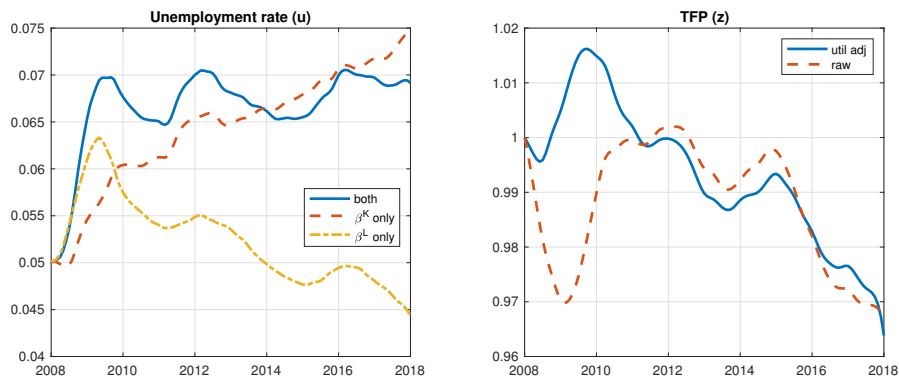 Unemployment rate (u)
0.075
0.07
0.065
0.06
0.055
0.05
0.045
0.04
2008 2010 2012 2014 2016 2018
both
β^K only
β^L only
TFP (z)
1.02
1.01
1
0.99
0.98
0.97
0.96
2008 2010 2012 2014 2016 2018
util adj
raw